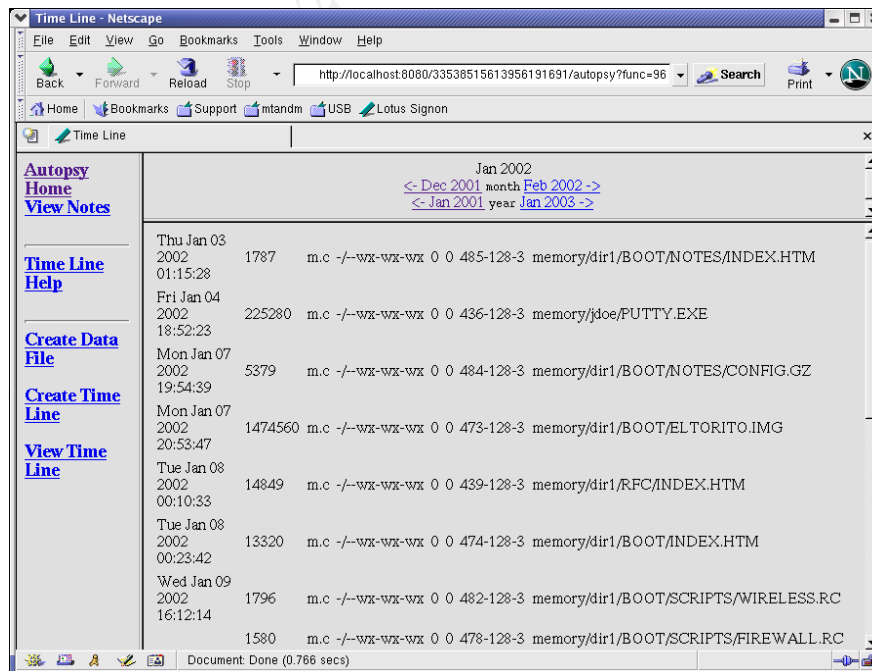 Time Line - Netscape
File Edit View Go Bookmarks Tools Window Help
Back Forward Reload Stop http://localhost:8080/33538515613956191691/autopsy?func=96 Search Print N
Home Bookmarks Support mtandm USB Lotus Signon
Time Line x
Autopsy
Home
View Notes
Time Line
Help
Create Data
File
Create Time
Line
View Time
Line
Jan 2002
<- Dec 2001 month Feb 2002 ->
<- Jan 2001 year Jan 2003 ->
Thu Jan 03
2002 1787 m.c -/--wx-wx-wx 0 0 485-128-3 memory/dir1/BOOT/NOTES/INDEX.HTM
01:15:28
Fri Jan 04
2002 225280 m.c -/--wx-wx-wx 0 0 436-128-3 memory/jdoe/PUTTY.EXE
18:52:23
Mon Jan 07
2002 5379 m.c -/--wx-wx-wx 0 0 484-128-3 memory/dir1/BOOT/NOTES/CONFIG.GZ
19:54:39
Mon Jan 07
2002 1474560 m.c -/--wx-wx-wx 0 0 473-128-3 memory/dir1/BOOT/ELTORITO.IMG
20:53:47
Tue Jan 08
2002 14849 m.c -/--wx-wx-wx 0 0 439-128-3 memory/dir1/RFC/INDEX.HTM
00:10:33
Tue Jan 08
2002 13320 m.c -/--wx-wx-wx 0 0 474-128-3 memory/dir1/BOOT/INDEX.HTM
00:23:42
Wed Jan 09
2002 1796 m.c -/--wx-wx-wx 0 0 482-128-3 memory/dir1/BOOT/SCRIPTS/WIRELESS.RC
16:12:14
1580 m.c -/--wx-wx-wx 0 0 478-128-3 memory/dir1/BOOT/SCRIPTS/FIREWALL.RC
Document: Done (0.766 secs)